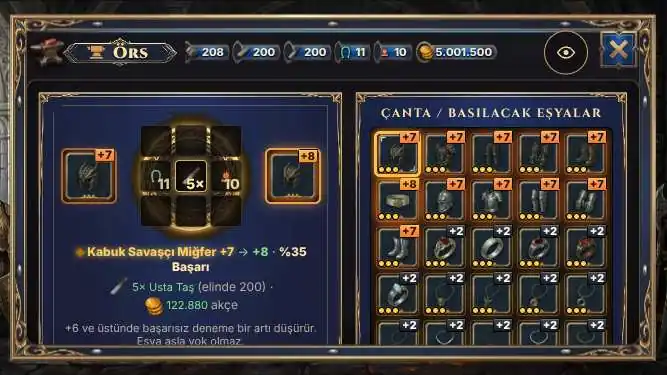 ÖRS
208
200
200
11
10
5.001.500
ÇANTA / BASILACAK EŞYALAR
+7
11
5×
10
+8
Kabuk Savaşçı Miğfer +7 → +8 · %35
Başarı
5× Usta Taş (elinde 200) ·
122.880 akçe
+6 ve üstünde başarısız deneme bir artı düşürür.
Eşya asla yok olmaz.
+7 +7 +7 +7 +7
+8 +7 +7 +7 +7
+7 +2 +2 +2 +2
+2 +2 +2 +2 +2
+2 +2 +2 +2 +2